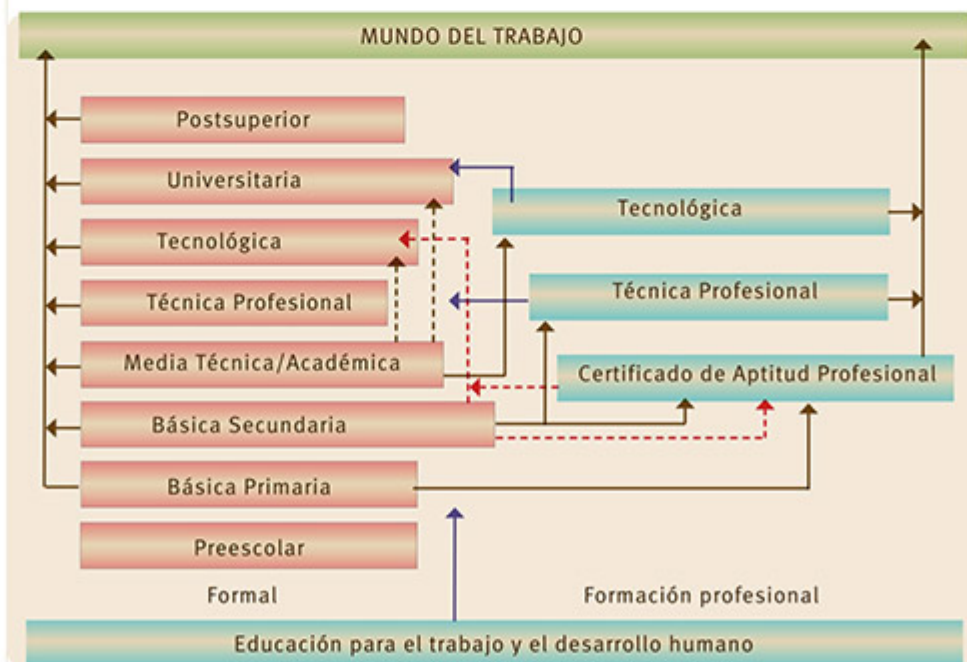 MUNDO DEL TRABAJO
Postsuperior
Universitaria
Tecnológica
Técnica Profesional
Media Técnica/Académica
Básica Secundaria
Básica Primaria
Preescolar
Formal
Tecnológica
Técnica Profesional
Certificado de Aptitud Profesional
Formación profesional
Educación para el trabajo y el desarrollo humano